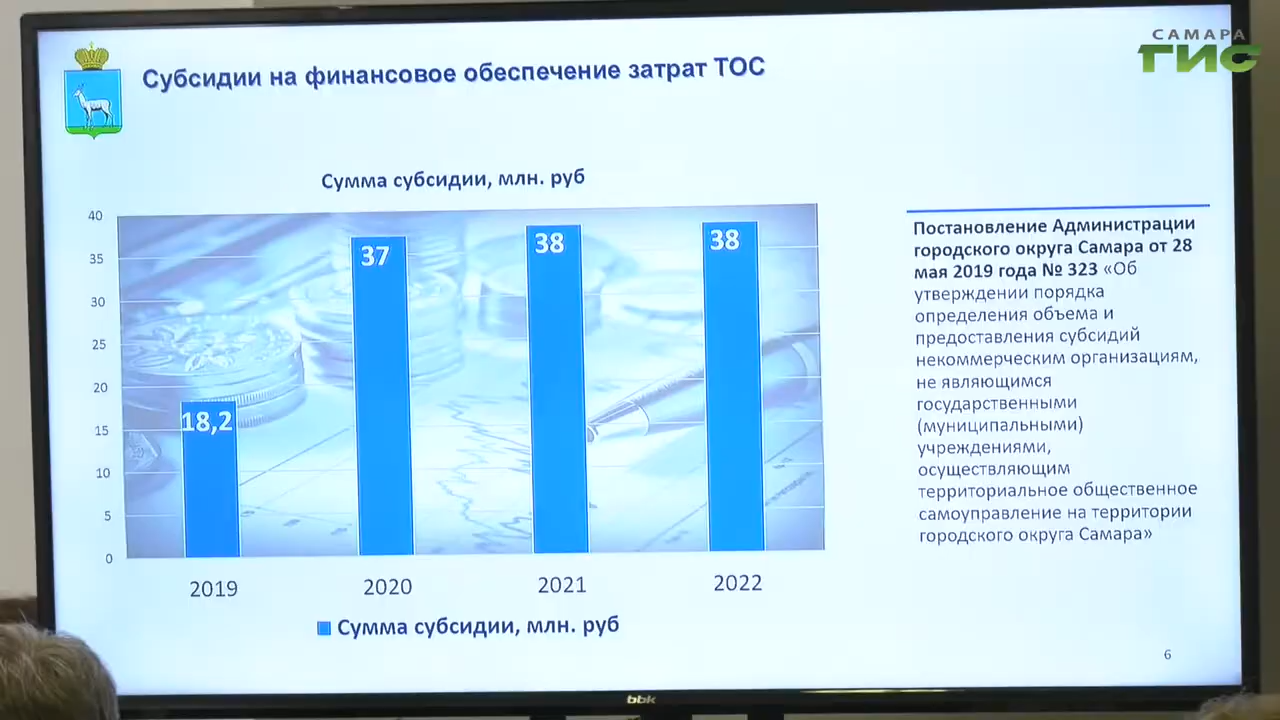 САМАРА
ГИС
Субсидии на финансовое обеспечение затрат ТОС
Сумма субсидии, млн. руб
40
35
30
25
20
15
10
5
0
18,2
37
38
38
2019
2020
2021
2022
Сумма субсидии, млн. руб
Постановление Администрации
городского округа Самара от 28
мая 2019 года № 323 «Об
утверждении порядка
определения объема и
предоставления субсидий
некоммерческим организациям,
не являющимся
государственными
(муниципальными)
учреждениями,
осуществляющим
территориальное общественное
самоуправление на территории
городского округа Самара»
6
bbk